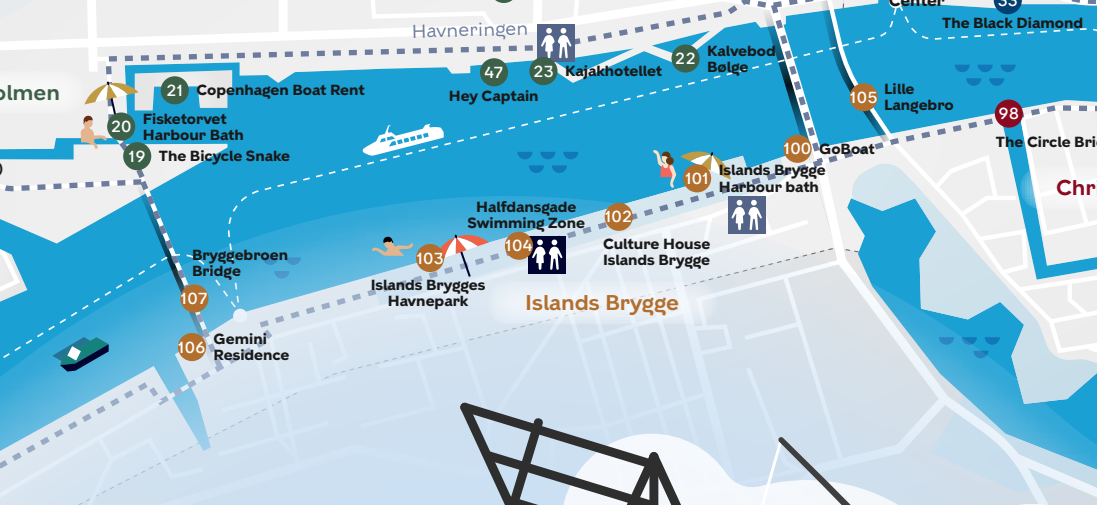 Center
33
The Black Diamond
Havneringen
47
Hey Captain
23
Kajakhotellet
22
Kalvebod
Bølge
olmen
21
Copenhagen Boat Rent
20
Fisketorvet
Harbour Bath
19
The Bicycle Snake
105
Lille
Langebro
98
The Circle Bri
Chr
100
GoBoat
101
Islands Brygge
Harbour bath
102
Culture House
Islands Brygge
Halfdansgade
Swimming Zone
104
103
Islands Brygges
Havnepark
Islands Brygge
Bryggebroen
Bridge
107
106
Gemini
Residence